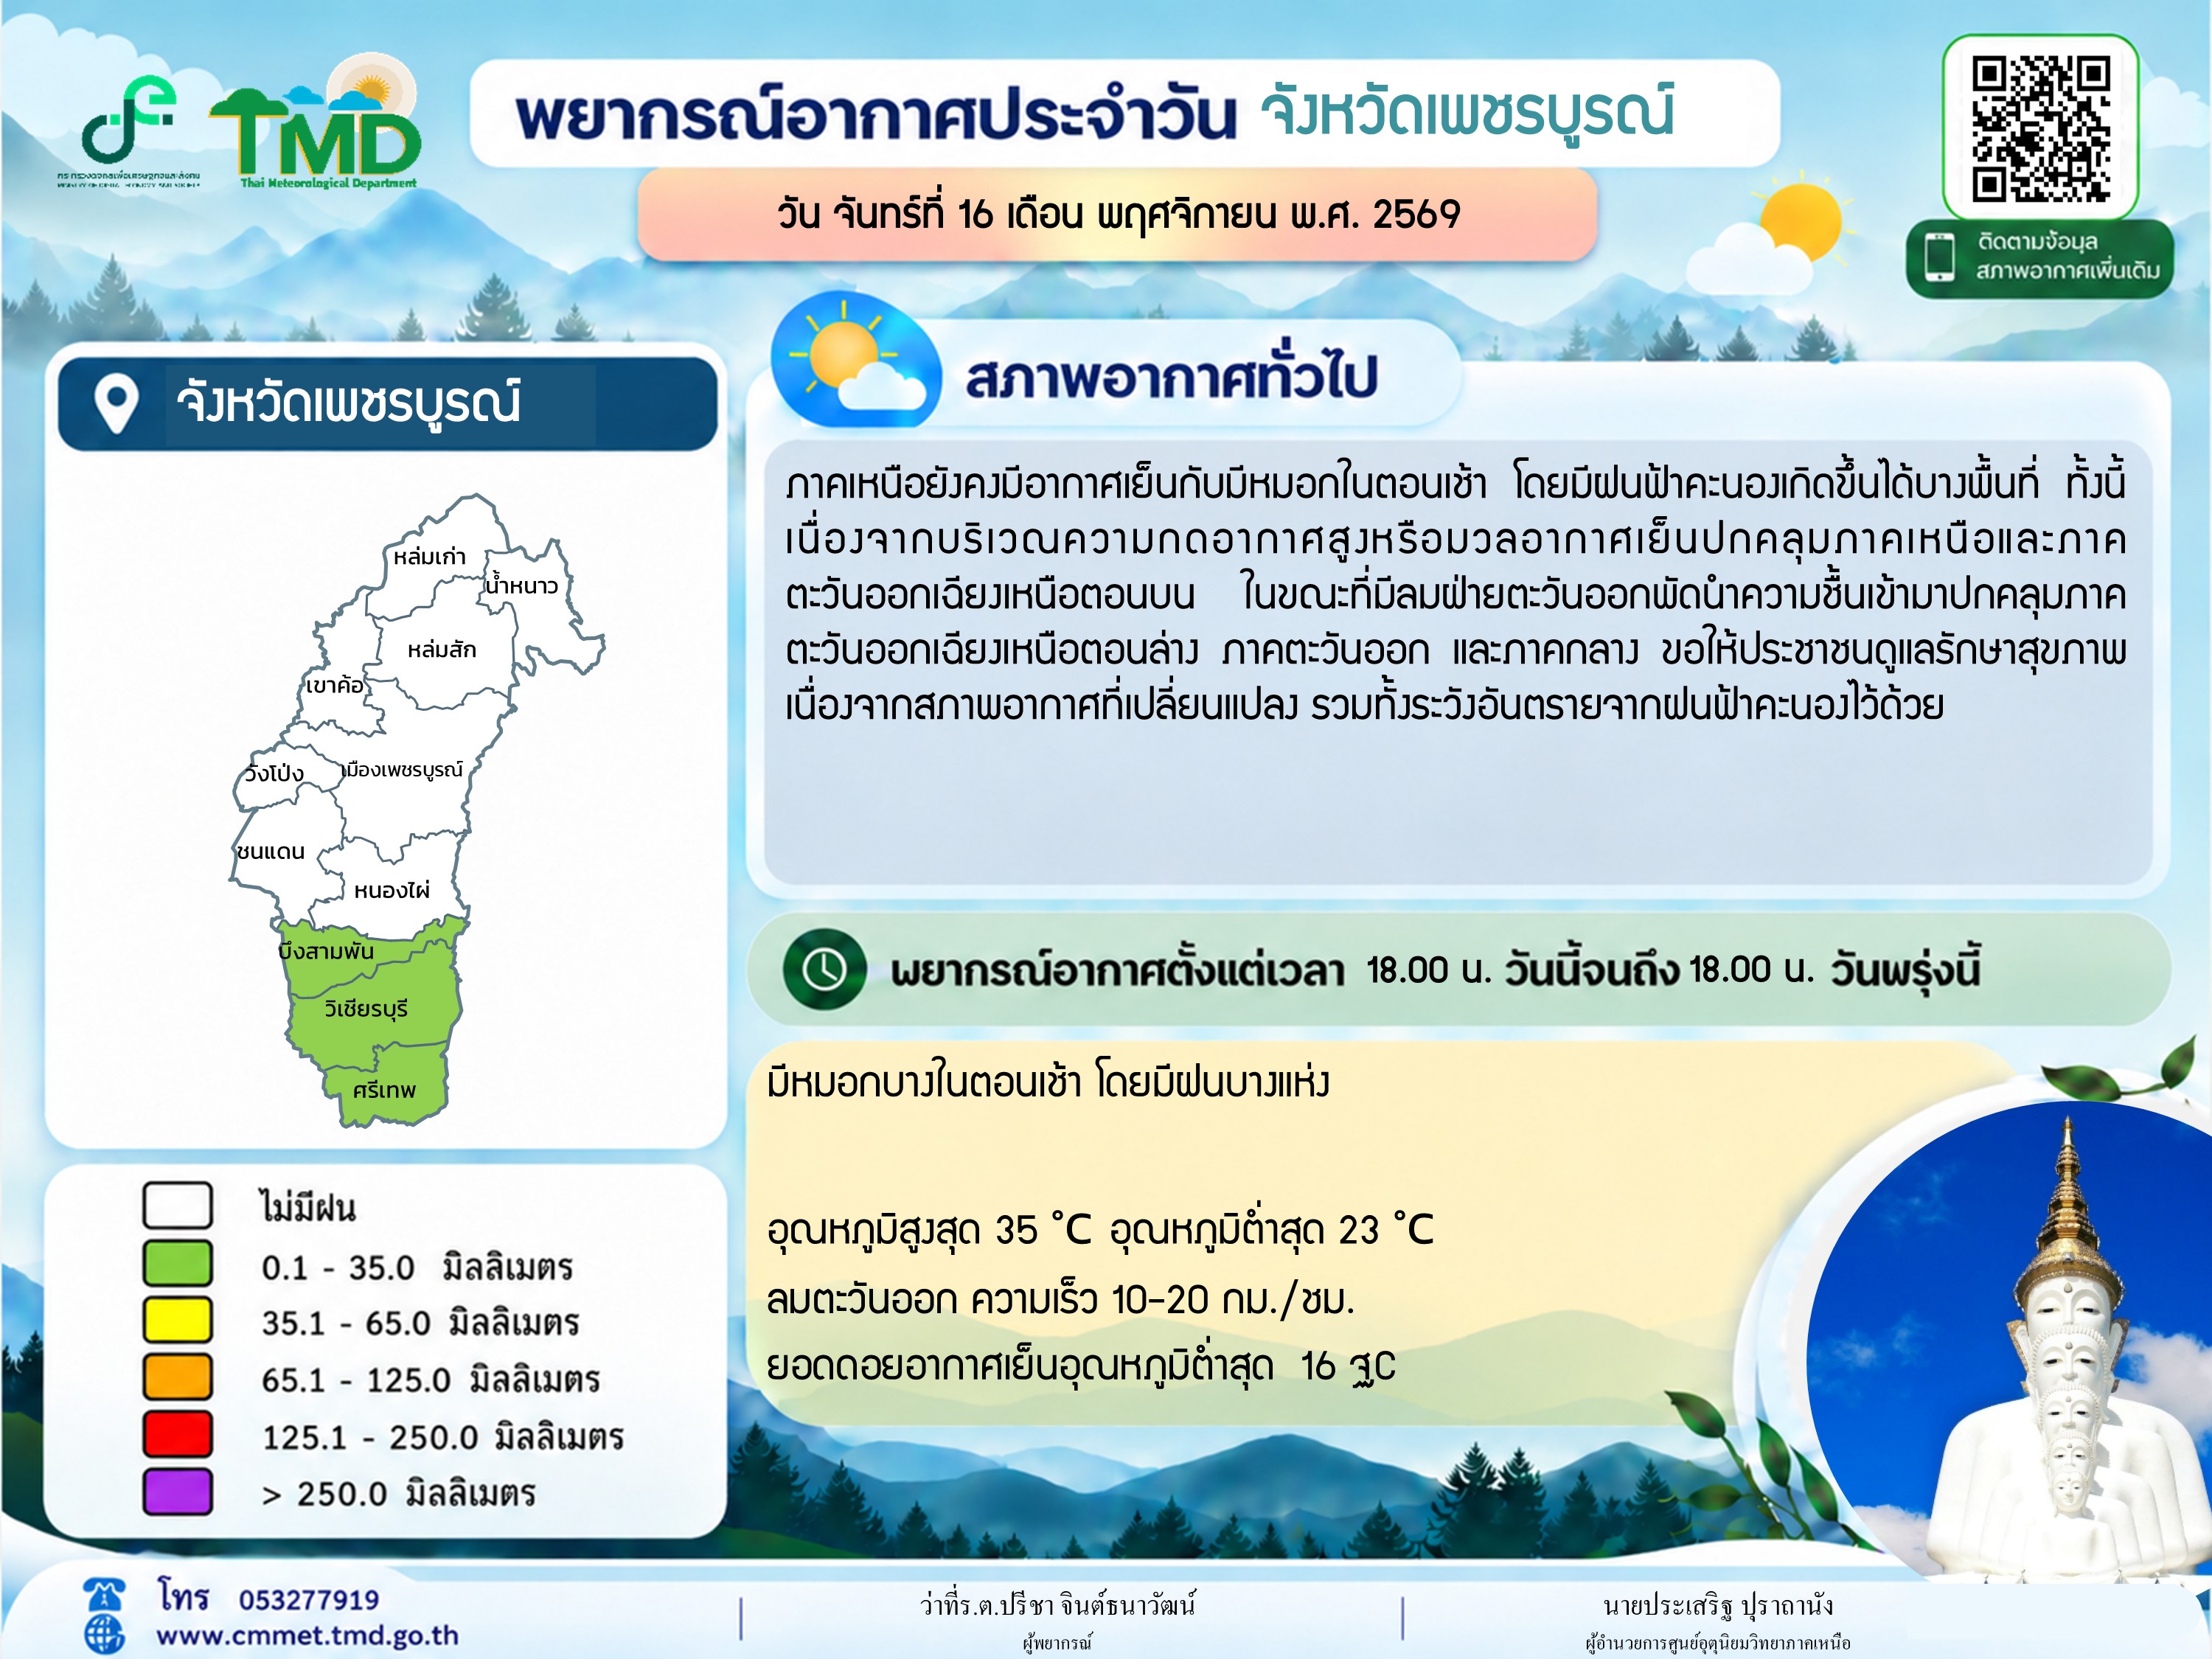 พยากรณ์อากาศประจำวัน จังหวัดเพชรบูรณ์
TMD
Thai Meteorological Department
วัน จันทร์ที่ 16 เดือน พฤศจิกายน พ.ศ. 2569
ติดตามข้อมูล
สภาพอากาศเพิ่มเติม
จังหวัดเพชรบูรณ์
หล่มเก่า
น้ำหนาว
หล่มสัก
เขาค้อ
วังโป่ง
เมืองเพชรบูรณ์
ชนแดน
หนองไผ่
บึงสามพัน
วิเชียรบุรี
ศรีเทพ
ไม่มีฝน
0.1 - 35.0 มิลลิเมตร
35.1 - 65.0 มิลลิเมตร
65.1 - 125.0 มิลลิเมตร
125.1 - 250.0 มิลลิเมตร
> 250.0 มิลลิเมตร
สภาพอากาศทั่วไป
ภาคเหนือยังคงมีอากาศเย็นกับมีหมอกในตอนเช้า โดยมีฝนฟ้าคะนองเกิดขึ้นได้บางพื้นที่ ทั้งนี้
เนื่องจากบริเวณความกดอากาศสูงหรือมวลอากาศเย็นปกคลุมภาคเหนือและภาค
ตะวันออกเฉียงเหนือตอนบน ในขณะที่มีลมฝ่ายตะวันออกพัดนำความชื้นเข้ามาปกคลุมภาค
ตะวันออกเฉียงเหนือตอนล่าง ภาคตะวันออก และภาคกลาง ขอให้ประชาชนดูแลรักษาสุขภาพ
เนื่องจากสภาพอากาศที่เปลี่ยนแปลง รวมทั้งระวังอันตรายจากฝนฟ้าคะนองไว้ด้วย
พยากรณ์อากาศตั้งแต่เวลา 18.00 น. วันนี้จนถึง 18.00 น. วันพรุ่งนี้
มีหมอกบางในตอนเช้า โดยมีฝนบางแห่ง
อุณหภูมิสูงสุด 35 °C อุณหภูมิต่ำสุด 23 °C
ลมตะวันออก ความเร็ว 10-20 กม./ชม.
ยอดดอยอากาศเย็นอุณหภูมิต่ำสุด 16 ฐC
โทร 053277919
www.cmmet.tmd.go.th
ว่าที่ร.ต.ปรีชา จินต์ธนาวัฒน์
ผู้พยากรณ์
นายประเสริฐ ปุราถานัง
ผู้อำนวยการศูนย์อุตุนิยมวิทยาภาคเหนือ